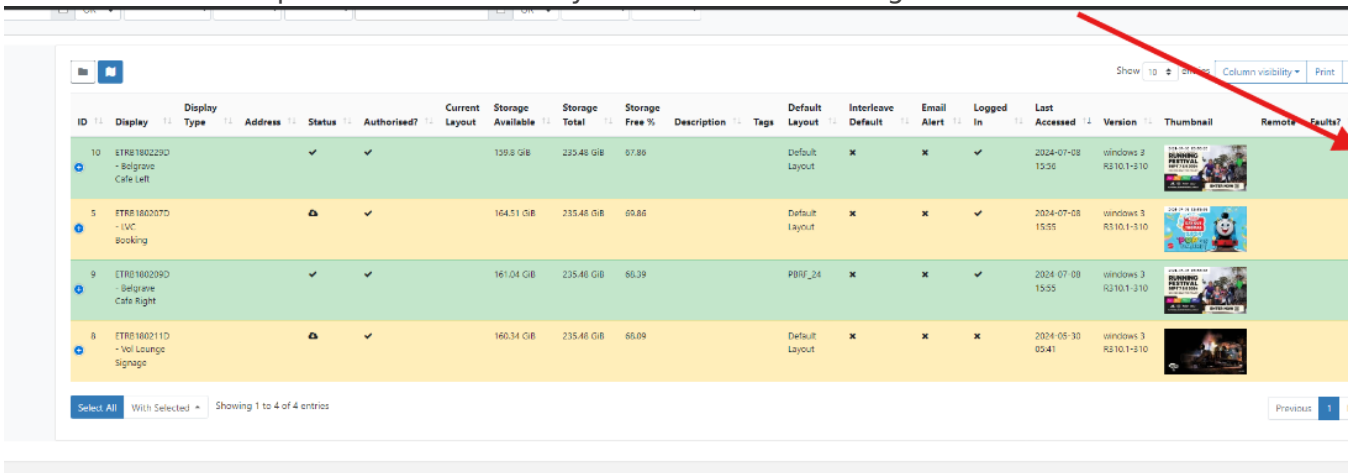 OR OR
Show 10 entries Column visibility Print
ID Display Display Type Address Status Authorised? Current Layout Storage Available Storage Total Storage Free % Description Tags Default Layout Interleave Default Email Alert Logged In Last Accessed Version Thumbnail Remote Faults?
10 ETRB180229D - Belgrave Cafe Left 159.8 GiB 235.48 GiB 67.86 Default Layout 2024-07-08 15:56 windows 3 R310.1-310
RUNNING FESTIVAL
5 ETRB180207D - LVC Booking 164.51 GiB 235.48 GiB 69.86 Default Layout 2024-07-08 15:55 windows 3 R310.1-310
9 ETRB180209D - Belgrave Cafe Right 161.04 GiB 235.48 GiB 68.39 PBRF_24 2024-07-08 15:55 windows 3 R310.1-310
RUNNING FESTIVAL
8 ETRB180211D - Vol Lounge Signage 160.34 GiB 235.48 GiB 68.09 Default Layout 2024-05-30 05:41 windows 3 R310.1-310
Select All With Selected Showing 1 to 4 of 4 entries Previous 1